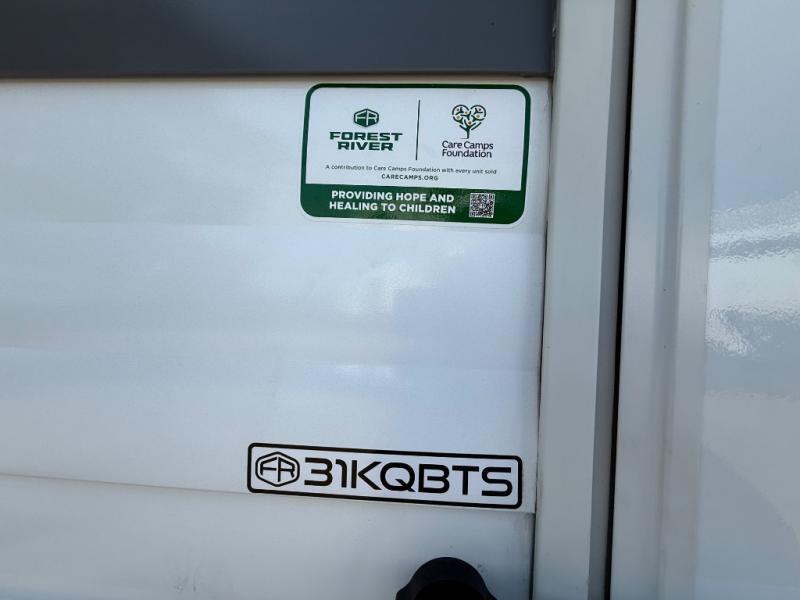 FR
FOREST
RIVER
Care Camps
Foundation
A contribution to Care Camps Foundation with every unit sold
CARECAMPS.ORG
PROVIDING HOPE AND
HEALING TO CHILDREN
FR 31KQBTS